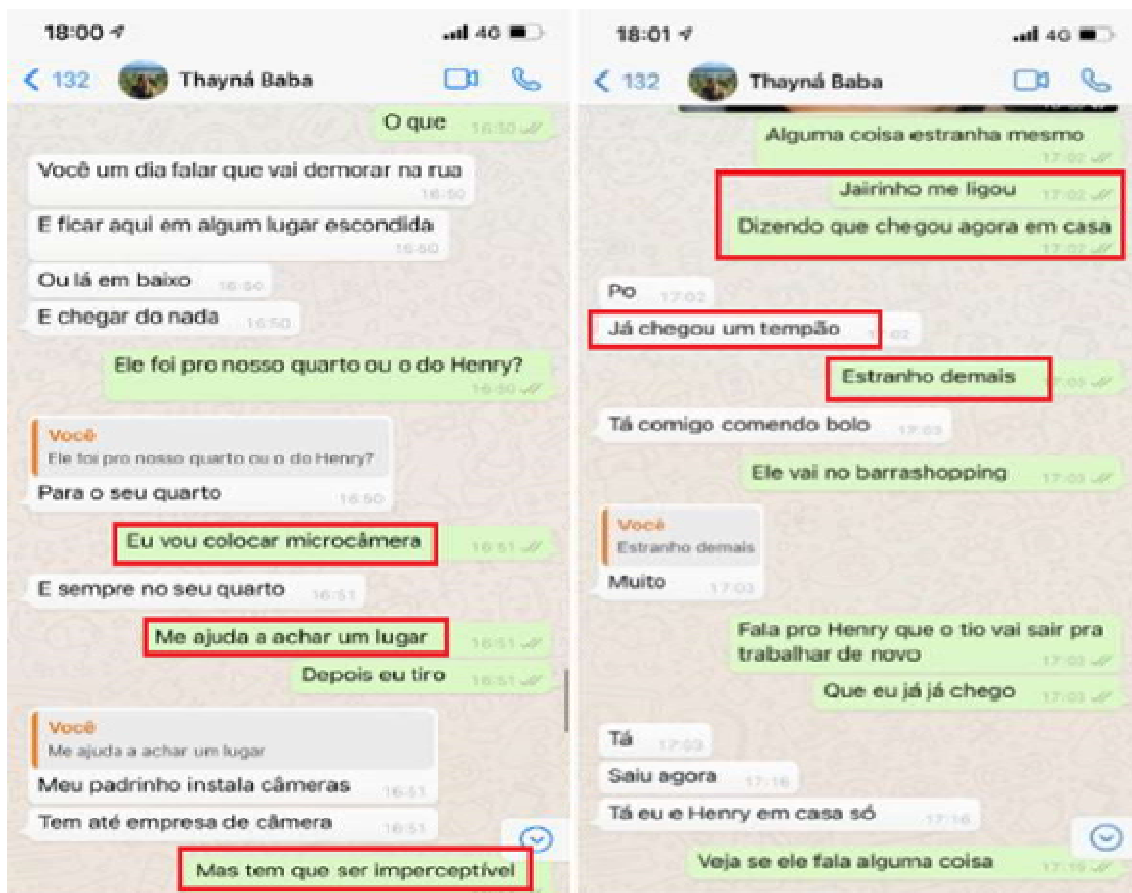 18:00
4G
132
Thayná Baba
O que
16:50
Você um dia falar que vai demorar na rua
16:50
E ficar aqui em algum lugar escondida
16:50
Ou lá em baixo
16:50
E chegar do nada
16:50
Ele foi pro nosso quarto ou o do Henry?
16:50
Você
Ele foi pro nosso quarto ou o do Henry?
Para o seu quarto
16:50
Eu vou colocar microcâmera
16:51
E sempre no seu quarto
16:51
Me ajuda a achar um lugar
16:51
Depois eu tiro
16:51
Você
Me ajuda a achar um lugar
Meu padrinho instala câmeras
16:51
Tem até empresa de câmera
16:51
Mas tem que ser imperceptível
18:01
4G
132
Thayná Baba
Alguma coisa estranha mesmo
17:02
Jairinho me ligou
17:02
Dizendo que chegou agora em casa
17:02
Po
17:02
Já chegou um tempão
17:02
Estranho demais
17:03
Tá comigo comendo bolo
17:03
Ele vai no barrashopping
17:03
Você
Estranho demais
Muito
17:03
Fala pro Henry que o tio vai sair pra
trabalhar de novo
17:03
Que eu já já chego
17:03
Tá
17:03
Saiu agora
17:16
Tá eu e Henry em casa só
17:16
Veja se ele fala alguma coisa
17:16